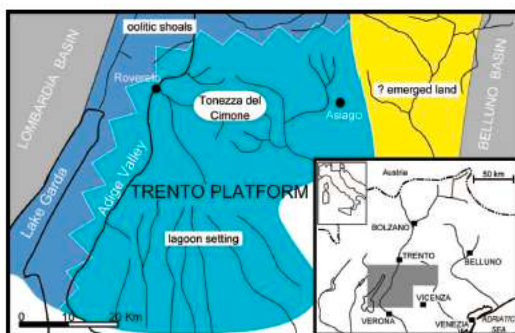 oolitic shoals
LOMBARDIA BASIN
Rovereto
Tonezza del
Cimone
Asiago
? emerged land
BELLUNO BASIN
Lake Garda
Adige Valley
TRENTO PLATFORM
lagoon setting
0 10 20 Km
Austria
50 km
BOLZANO
TRENTO
BELLUNO
VERONA
VICENZA
VENEZIA
ADRIATIC
SEA